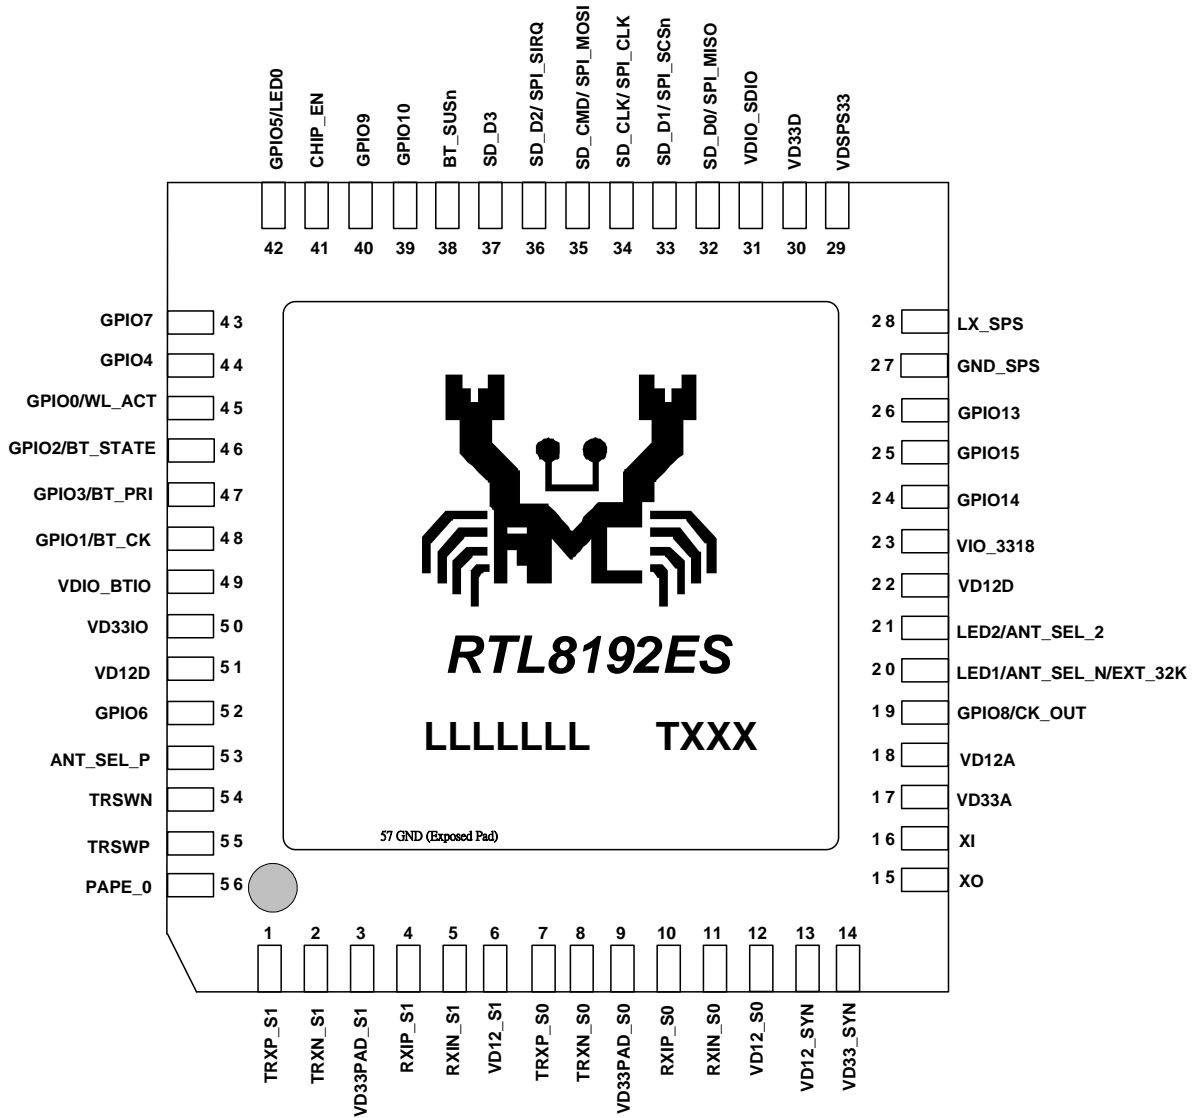 GPIO5/LED0
CHIP_EN
GPIO9
GPIO10
BT_SUSn
SD_D3
SD_D2/ SPI_SIRQ
SD_CMD/ SPI_MOSI
SD_CLK/ SPI_CLK
SD_D1/ SPI_SCSn
SD_D0/ SPI_MISO
VDIO_SDIO
VD33D
VDSPS33
42 41 40 39 38 37 36 35 34 33 32 31 30 29
GPIO7 43
GPIO4 44
GPIO0/WL_ACT 45
GPIO2/BT_STATE 46
GPIO3/BT_PRI 47
GPIO1/BT_CK 48
VDIO_BTIO 49
VD33IO 50
VD12D 51
GPIO6 52
ANT_SEL_P 53
TRSWN 54
TRSWP 55
PAPE_0 56
RTL8192ES
LLLLLLL TXXX
57 GND (Exposed Pad)
28 LX_SPS
27 GND_SPS
26 GPIO13
25 GPIO15
24 GPIO14
23 VIO_3318
22 VD12D
21 LED2/ANT_SEL_2
20 LED1/ANT_SEL_N/EXT_32K
19 GPIO8/CK_OUT
18 VD12A
17 VD33A
16 XI
15 XO
1 2 3 4 5 6 7 8 9 10 11 12 13 14
TRXP_S1
TRXN_S1
VD33PAD_S1
RXIP_S1
RXIN_S1
VD12_S1
TRXP_S0
TRXN_S0
VD33PAD_S0
RXIP_S0
RXIN_S0
VD12_S0
VD12_SYN
VD33_SYN